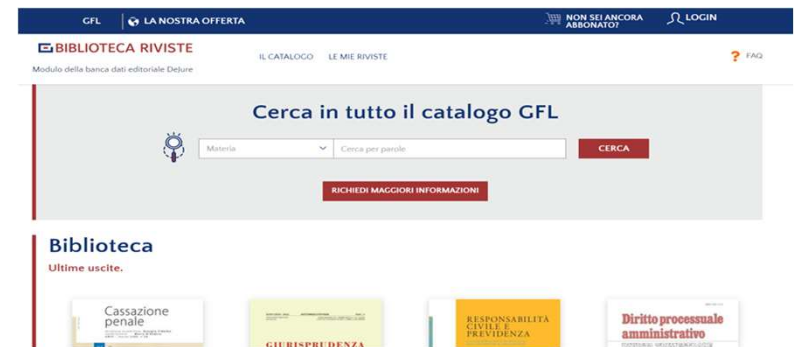 GFL
LA NOSTRA OFFERTA
NON SEI ANCORA
ABBONATO?
LOGIN
BIBLIOTECA RIVISTE
Modulo della banca dati editoriale DeJure
IL CATALOGO
LE MIE RIVISTE
? FAQ
Cerca in tutto il catalogo GFL
Materia
Cerca per parole
CERCA
RICHIEDI MAGGIORI INFORMAZIONI
Biblioteca
Ultime uscite.
Cassazione
penale
GIURISPRUDENZA
RESPONSABILITÀ
CIVILE E
PREVIDENZA
Diritto processuale
amministrativo